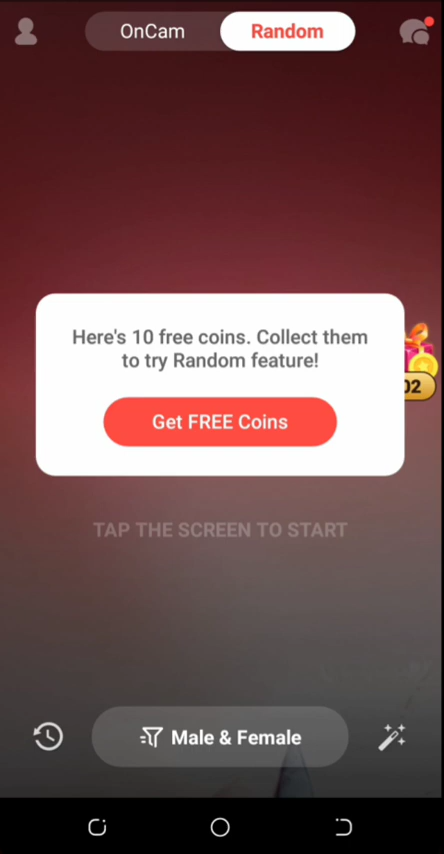 OnCam
Random
Here's 10 free coins. Collect them
to try Random feature!
02
Get FREE Coins
TAP THE SCREEN TO START
Male & Female